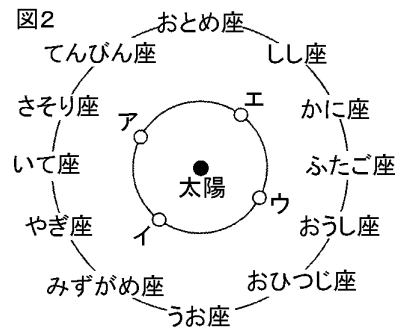 図2
おとめ座
てんびん座
しし座
さそり座
かに座
ア
エ
いて座
ふたご座
太陽
ウ
やぎ座
おうし座
イ
みずがめ座
おひつじ座
うお座